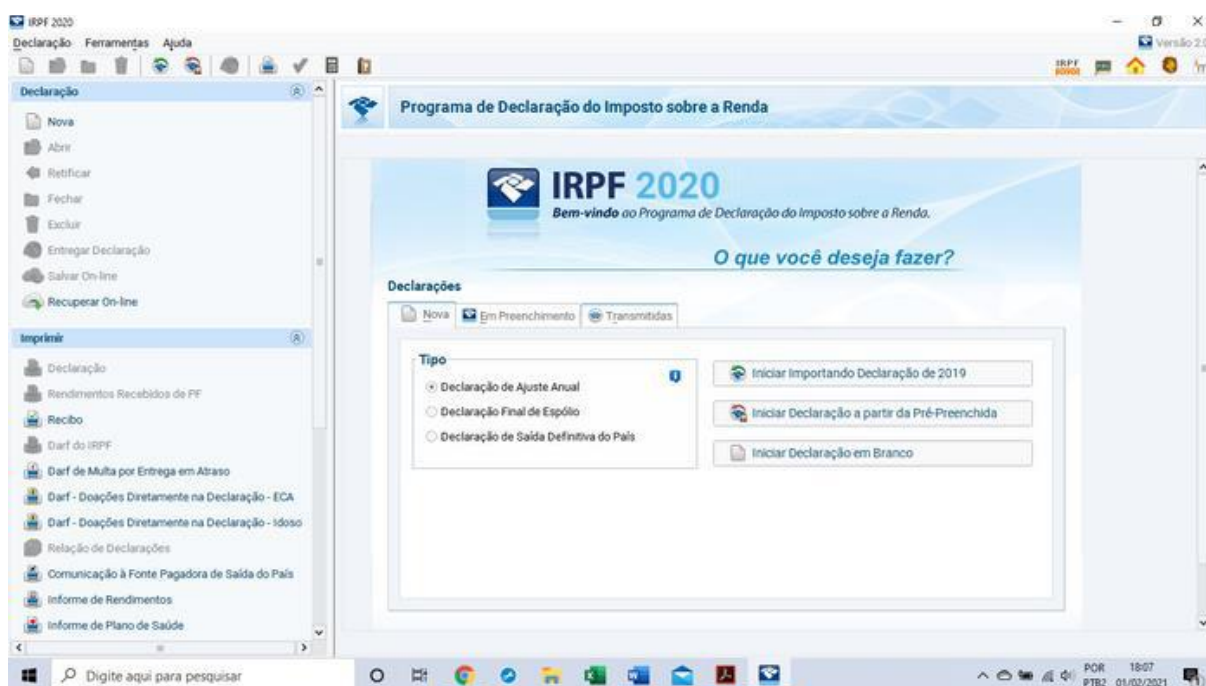 IRPF 2020
Declaração Ferramentas Ajuda
Versão 2.0
IRPF
Declaração
Nova
Abrir
Retificar
Fechar
Excluir
Entregar Declaração
Salvar On-line
Recuperar On-line
Imprimir
Declaração
Rendimentos Recebidos de PF
Recibo
Darf do IRPF
Darf de Multa por Entrega em Atraso
Darf - Doações Diretamente na Declaração - ECA
Darf - Doações Diretamente na Declaração - Idoso
Relação de Declarações
Comunicação à Fonte Pagadora de Saída do País
Informe de Rendimentos
Informe de Plano de Saúde
Programa de Declaração do Imposto sobre a Renda
IRPF 2020
Bem-vindo ao Programa de Declaração do Imposto sobre a Renda.
O que você deseja fazer?
Declarações
Nova Em Preenchimento Transmitidas
Tipo
Declaração de Ajuste Anual
Declaração Final de Espólio
Declaração de Saída Definitiva do País
Iniciar Importando Declaração de 2019
Iniciar Declaração a partir da Pré-Preenchida
Iniciar Declaração em Branco
Digite aqui para pesquisar
POR 18:07
PTB2 01/02/2021